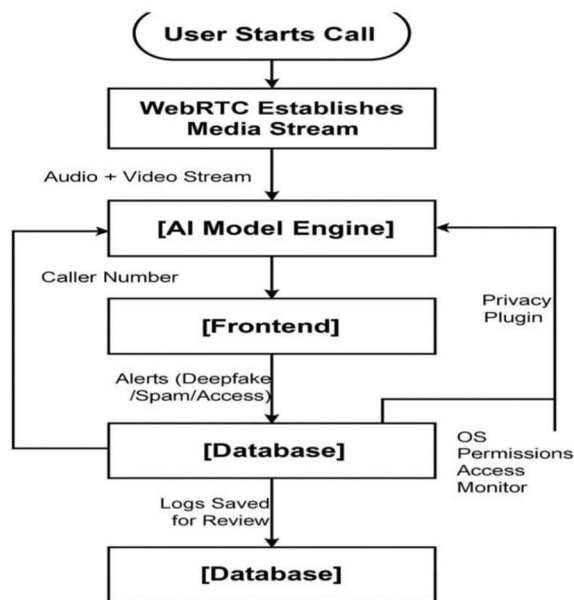 User Starts Call
WebRTC Establishes
Media Stream
Audio + Video Stream
[AI Model Engine]
Caller Number
Privacy
Plugin
[Frontend]
Alerts (Deepfake
/Spam/Access)
[Database]
OS
Permissions
Access
Monitor
Logs Saved
for Review
[Database]